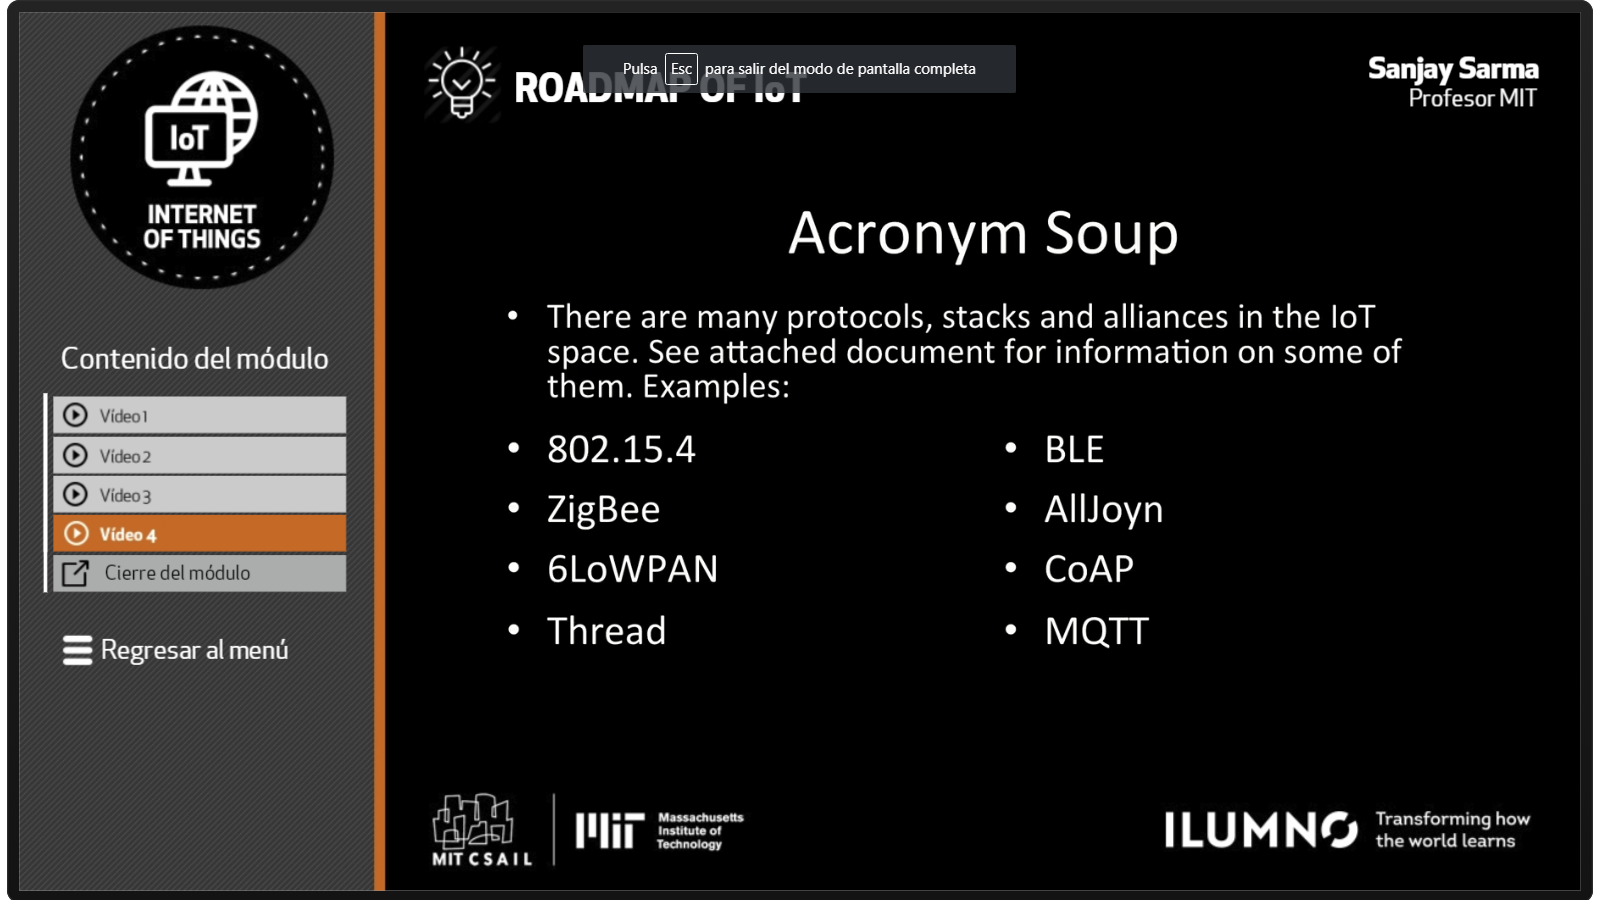 IoT
INTERNET
OF THINGS
Contenido del módulo
Vídeo 1
Vídeo 2
Vídeo 3
Vídeo 4
Cierre del módulo
Regresar al menú
ROADMAP OF IoT
Pulsa Esc para salir del modo de pantalla completa
Sanjay Sarma
Profesor MIT
Acronym Soup
• There are many protocols, stacks and alliances in the IoT
space. See attached document for information on some of
them. Examples:
• 802.15.4
• ZigBee
• 6LoWPAN
• Thread
• BLE
• AllJoyn
• CoAP
• MQTT
MIT CSAIL
MIT
Massachusetts
Institute of
Technology
ILUMNO
Transforming how
the world learns